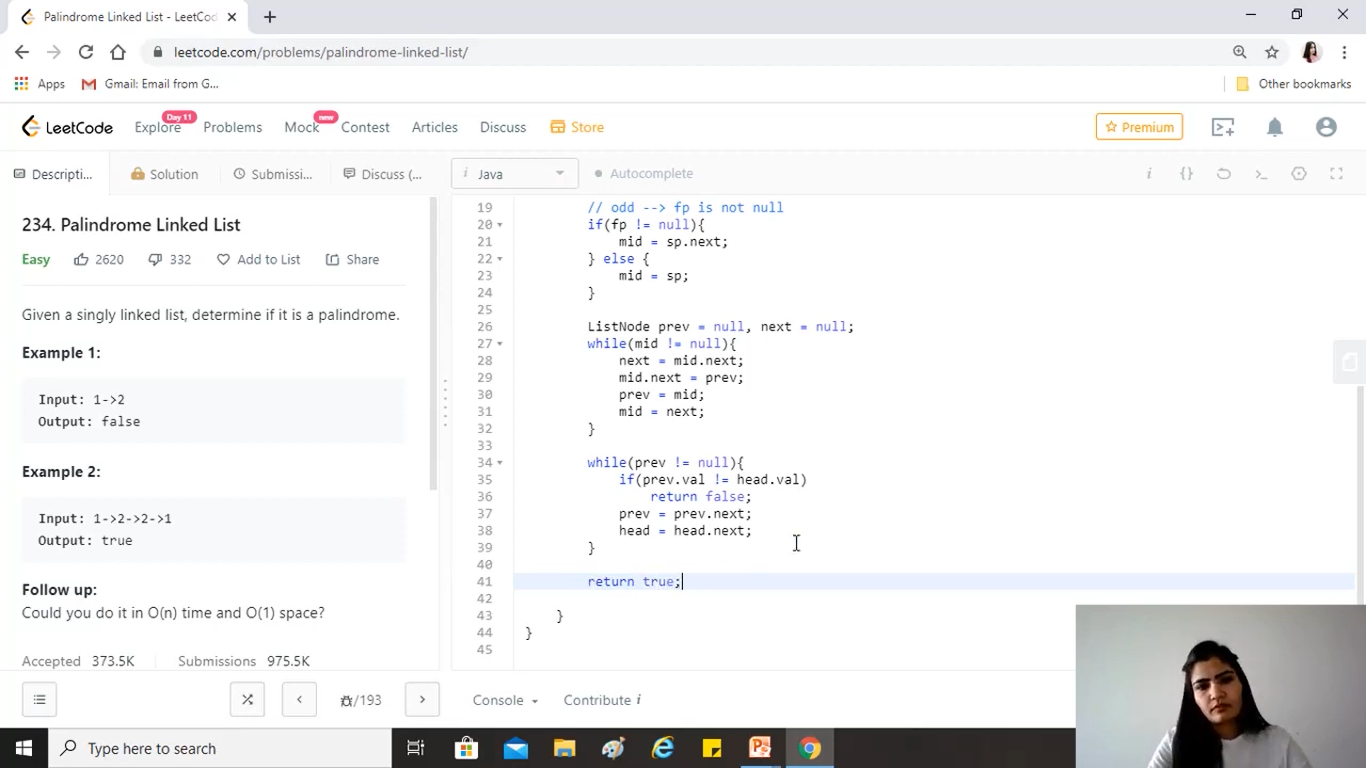 Palindrome Linked List - LeetCod
leetcode.com/problems/palindrome-linked-list/
Apps
Gmail: Email from G...
Other bookmarks
LeetCode
Explore
Day 11
Problems
Mock
new
Contest
Articles
Discuss
Store
Premium
Descripti...
Solution
Submissi...
Discuss (...
i Java
Autocomplete
234. Palindrome Linked List
Easy
2620
332
Add to List
Share
Given a singly linked list, determine if it is a palindrome.
Example 1:
Input: 1->2
Output: false
Example 2:
Input: 1->2->2->1
Output: true
Follow up:
Could you do it in O(n) time and O(1) space?
Accepted 373.5K
Submissions 975.5K
19 // odd --> fp is not null
20 if(fp != null){
21 mid = sp.next;
22 } else {
23 mid = sp;
24 }
25
26 ListNode prev = null, next = null;
27 while(mid != null){
28 next = mid.next;
29 mid.next = prev;
30 prev = mid;
31 mid = next;
32 }
33
34 while(prev != null){
35 if(prev.val != head.val)
36 return false;
37 prev = prev.next;
38 head = head.next;
39 }
40
41 return true;
42
43 }
44 }
45
/193
Console
Contribute i
Type here to search